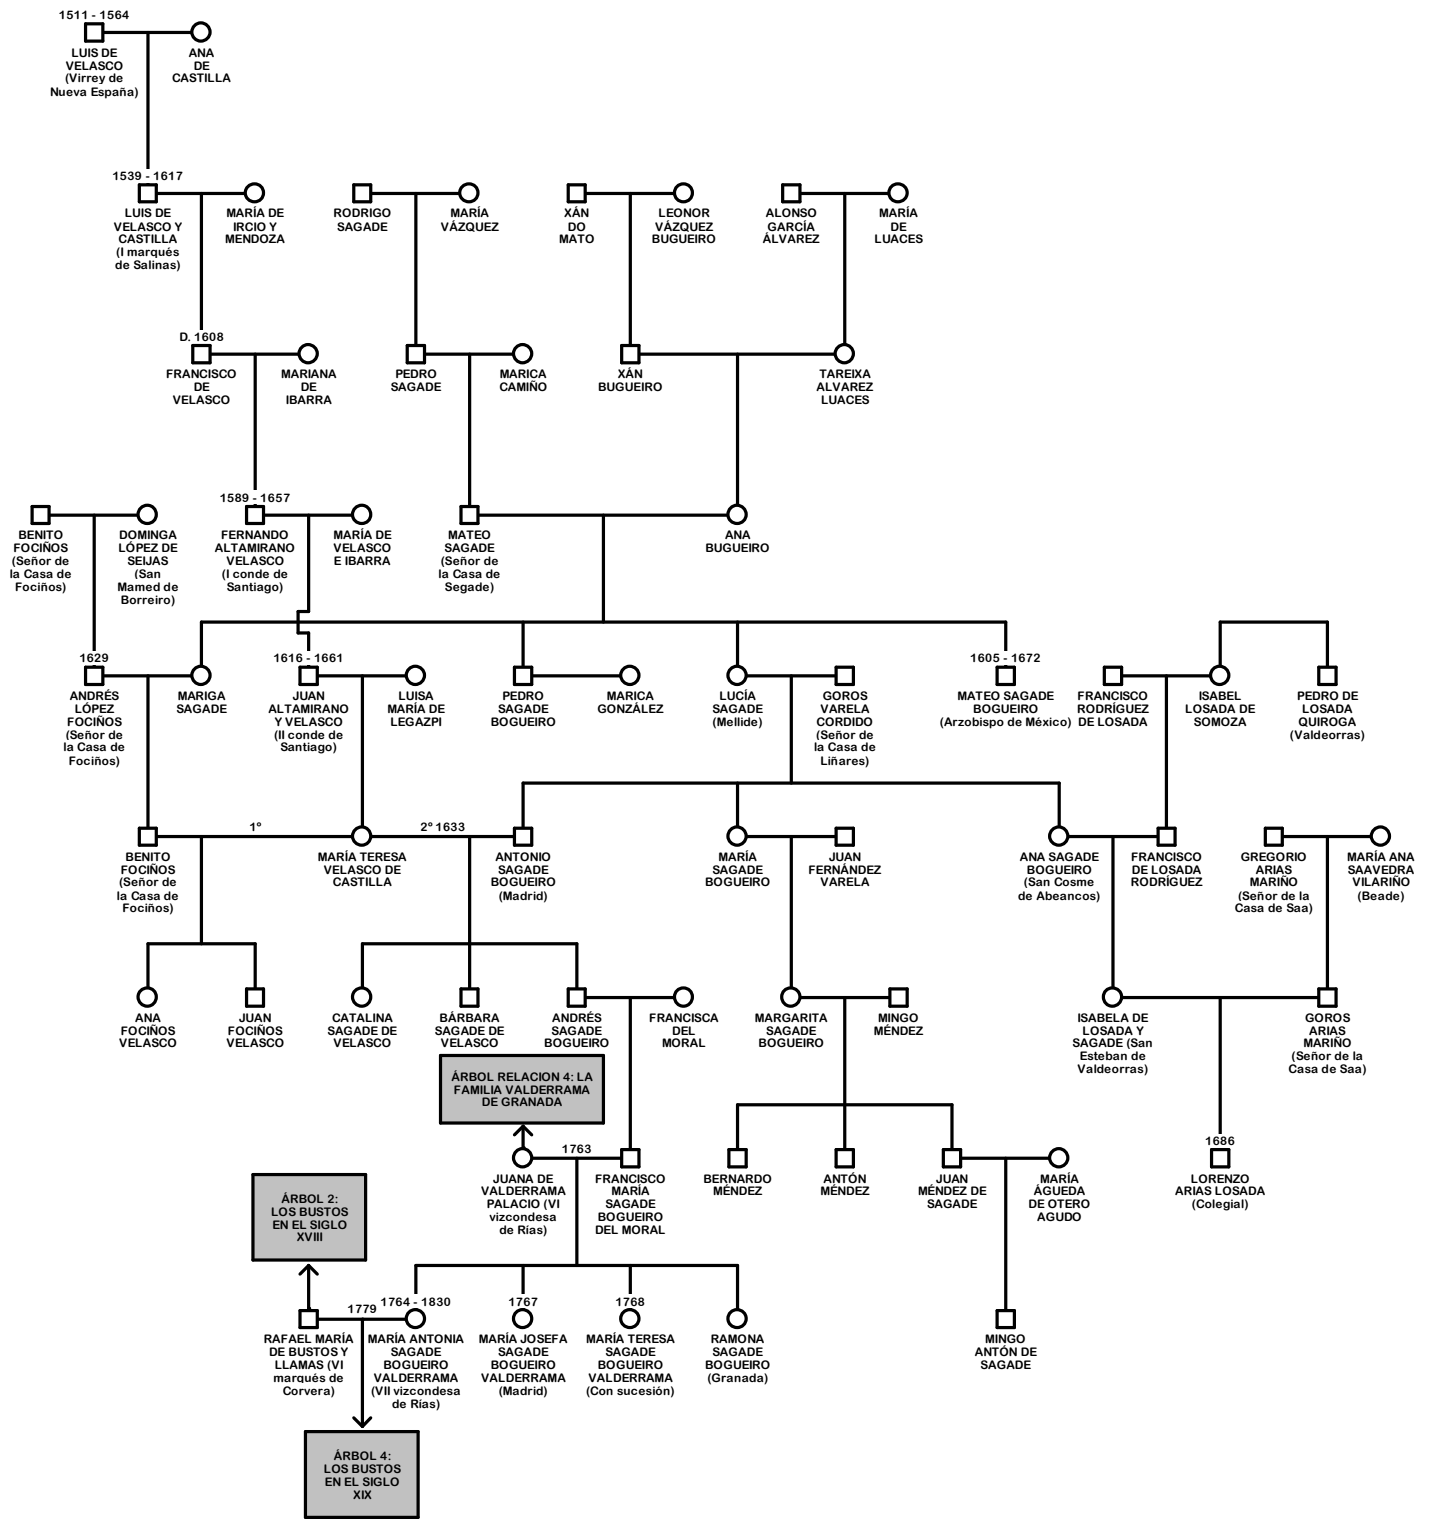 1511 - 1564
LUIS DE
VELASCO
(Virrey de
Nueva España)
ANA
DE
CASTILLA
1539 - 1617
LUIS DE
VELASCO Y
CASTILLA
(I marqués
de Salinas)
MARÍA DE
IRCIO Y
MENDOZA
RODRIGO
SAGADE
MARÍA
VÁZQUEZ
XÁN
DO
MATO
LEONOR
VÁZQUEZ
BUGUEIRO
ALONSO
GARCÍA
ÁLVAREZ
MARÍA
DE
LUACES
D. 1608
FRANCISCO
DE
VELASCO
MARIANA
DE
IBARRA
PEDRO
SAGADE
MARICA
CAMIÑO
XÁN
BUGUEIRO
TAREIXA
ALVAREZ
LUACES
BENITO
FOCIÑOS
(Señor de
la Casa de
Fociños)
DOMINGA
LÓPEZ DE
SEIJAS
(San
Mamed de
Borreiro)
1589 - 1657
FERNANDO
ALTAMIRANO
VELASCO
(I conde de
Santiago)
MARÍA DE
VELASCO
E IBARRA
MATEO
SAGADE
(Señor de
la Casa de
Segade)
ANA
BUGUEIRO
1629
ANDRÉS
LÓPEZ
FOCIÑOS
(Señor de
la Casa de
Fociños)
MARIGA
SAGADE
1616 - 1661
JUAN
ALTAMIRANO
Y VELASCO
(II conde de
Santiago)
LUISA
MARÍA DE
LEGAZPI
PEDRO
SAGADE
BOGUEIRO
MARICA
GONZÁLEZ
LUCÍA
SAGADE
(Mellide)
GOROS
VARELA
CORDIDO
(Señor de
la Casa de
Liñares)
1605 - 1672
MATEO SAGADE
BOGUEIRO
(Arzobispo de México)
FRANCISCO
RODRÍGUEZ
DE LOSADA
ISABEL
LOSADA DE
SOMOZA
PEDRO DE
LOSADA
QUIROGA
(Valdeorras)
BENITO
FOCIÑOS
(Señor de
la Casa de
Fociños)
1º
MARÍA TERESA
VELASCO DE
CASTILLA
2º 1633
ANTONIO
SAGADE
BOGUEIRO
(Madrid)
MARÍA
SAGADE
BOGUEIRO
JUAN
FERNÁNDEZ
VARELA
ANA SAGADE
BOGUEIRO
(San Cosme
de Abeancos)
FRANCISCO
DE LOSADA
RODRÍGUEZ
GREGORIO
ARIAS
MARIÑO
(Señor de la
Casa de Saa)
MARÍA ANA
SAAVEDRA
VILARIÑO
(Beade)
ANA
FOCIÑOS
VELASCO
JUAN
FOCIÑOS
VELASCO
CATALINA
SAGADE DE
VELASCO
BÁRBARA
SAGADE DE
VELASCO
ANDRÉS
SAGADE
BOGUEIRO
FRANCISCA
DEL
MORAL
MARGARITA
SAGADE
BOGUEIRO
MINGO
MÉNDEZ
ISABELA DE
LOSADA Y
SAGADE (San
Esteban de
Valdeorras)
GOROS
ARIAS
MARIÑO
(Señor de la
Casa de Saa)
ÁRBOL RELACION 4: LA
FAMILIA VALDERRAMA
DE GRANADA
JUANA DE
VALDERRAMA
PALACIO (VI
vizcondesa
de Rías)
1763
FRANCISCO
MARÍA
SAGADE
BOGUEIRO
DEL MORAL
BERNARDO
MÉNDEZ
ANTÓN
MÉNDEZ
JUAN
MÉNDEZ DE
SAGADE
MARÍA
ÁGUEDA
DE OTERO
AGUDO
1686
LORENZO
ARIAS LOSADA
(Colegial)
ÁRBOL 2:
LOS BUSTOS
EN EL SIGLO
XVIII
RAFAEL MARÍA
DE BUSTOS Y
LLAMAS (VI
marqués de
Corvera)
1779
1764 - 1830
MARÍA ANTONIA
SAGADE
BOGUEIRO
VALDERRAMA
(VII vizcondesa
de Rías)
1767
MARÍA JOSEFA
SAGADE
BOGUEIRO
VALDERRAMA
(Madrid)
1768
MARÍA TERESA
SAGADE
BOGUEIRO
VALDERRAMA
(Con sucesión)
RAMONA
SAGADE
BOGUEIRO
(Granada)
MINGO
ANTÓN DE
SAGADE
ÁRBOL 4:
LOS BUSTOS
EN EL SIGLO
XIX